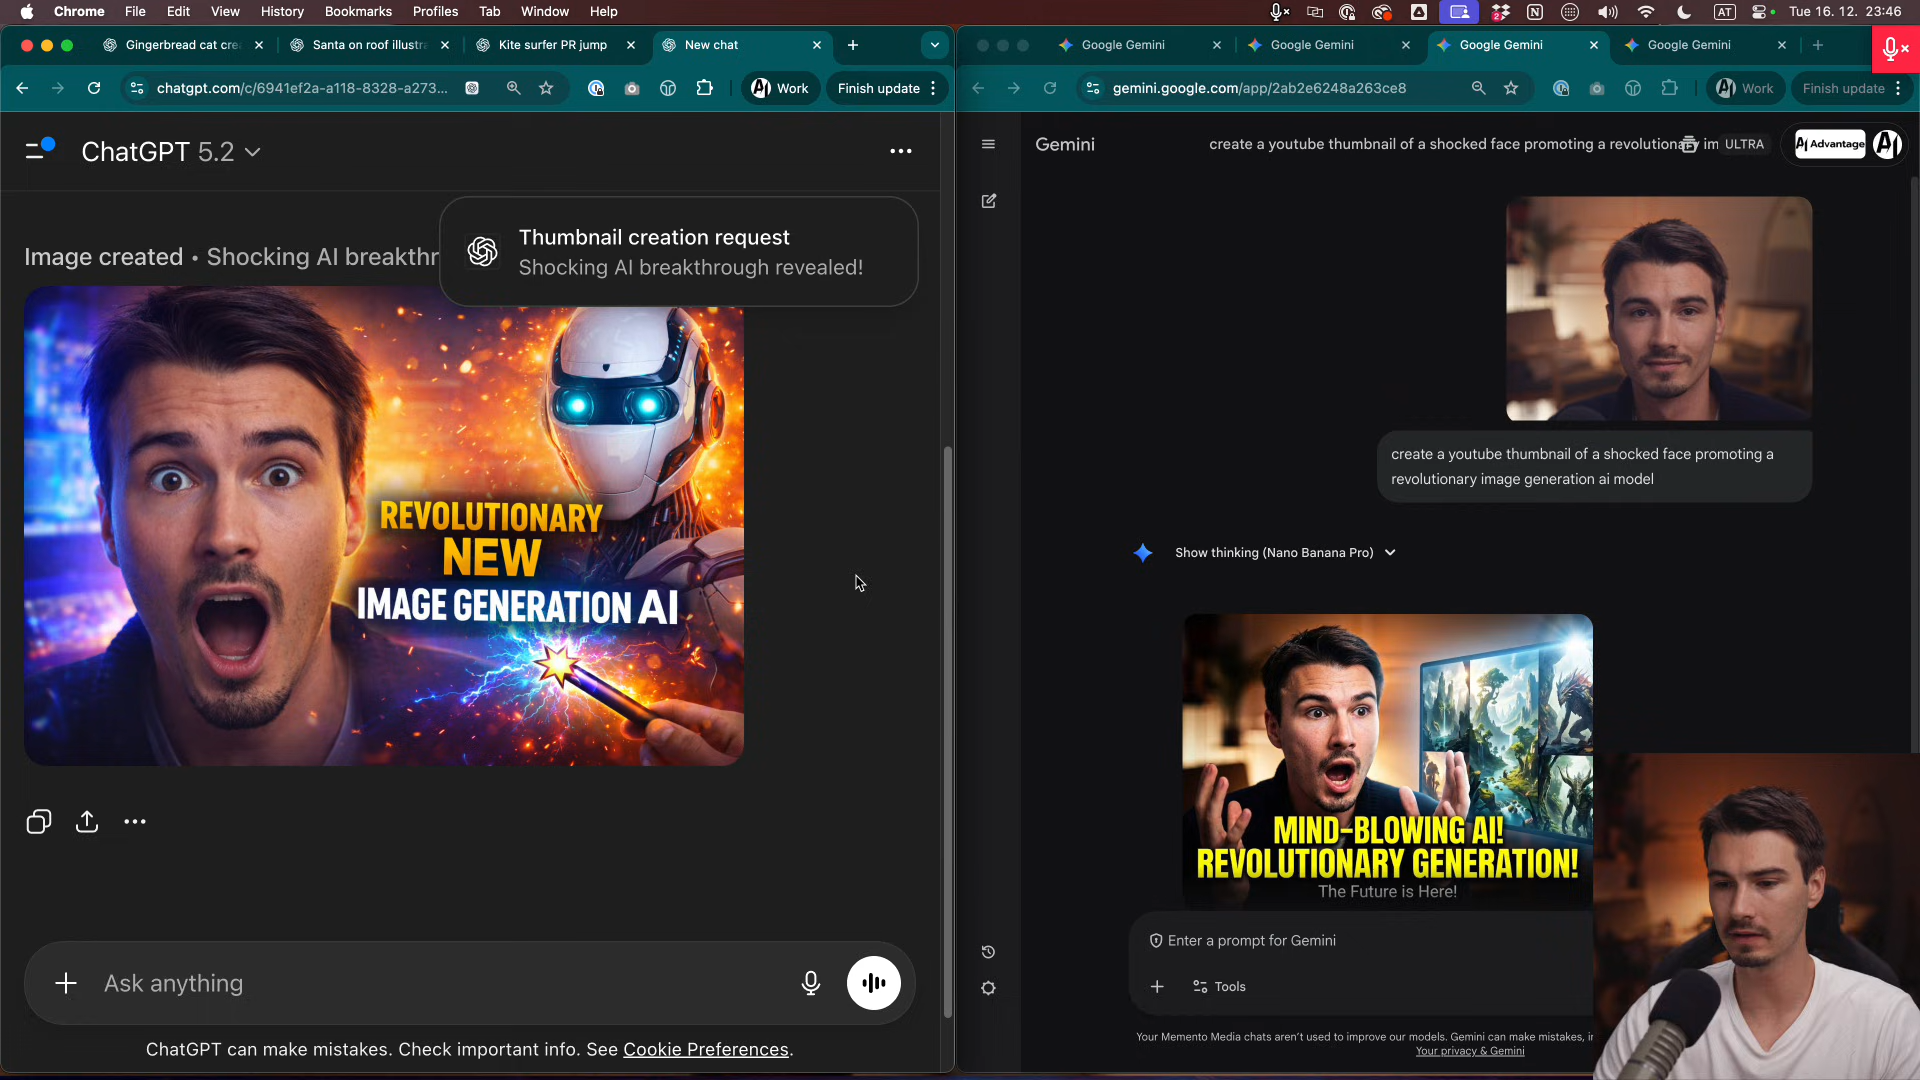 Chrome File Edit View History Bookmarks Profiles Tab Window Help
AT
Tue 16. 12. 23:46
Gingerbread cat cre
Santa on roof illustra
Kite surfer PR jump
New chat
chatgpt.com/c/6941ef2a-a118-8328-a273...
Work
Finish update
ChatGPT 5.2
Image created • Shocking AI breakthr
Thumbnail creation request
Shocking AI breakthrough revealed!
REVOLUTIONARY
NEW
IMAGE GENERATION AI
Ask anything
ChatGPT can make mistakes. Check important info. See Cookie Preferences.
Google Gemini
Google Gemini
Google Gemini
Google Gemini
gemini.google.com/app/2ab2e6248a263ce8
Work
Finish update
Gemini
create a youtube thumbnail of a shocked face promoting a revolutionary im
ULTRA
AI Advantage
AI
create a youtube thumbnail of a shocked face promoting a
revolutionary image generation ai model
Show thinking (Nano Banana Pro)
MIND-BLOWING AI!
REVOLUTIONARY GENERATION!
The Future is Here!
Enter a prompt for Gemini
Tools
Your Memento Media chats aren't used to improve our models. Gemini can make mistakes,
Your privacy & Gemini